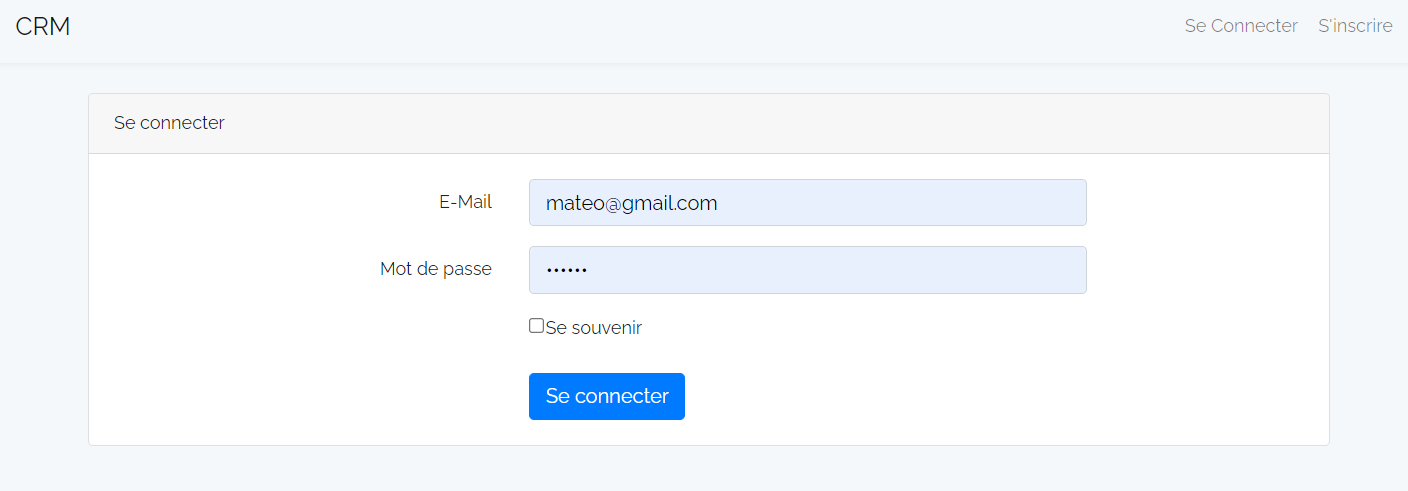 CRM
Se Connecter S'inscrire
Se connecter
E-Mail mateo@gmail.com
Mot de passe ••••••
Se souvenir
Se connecter